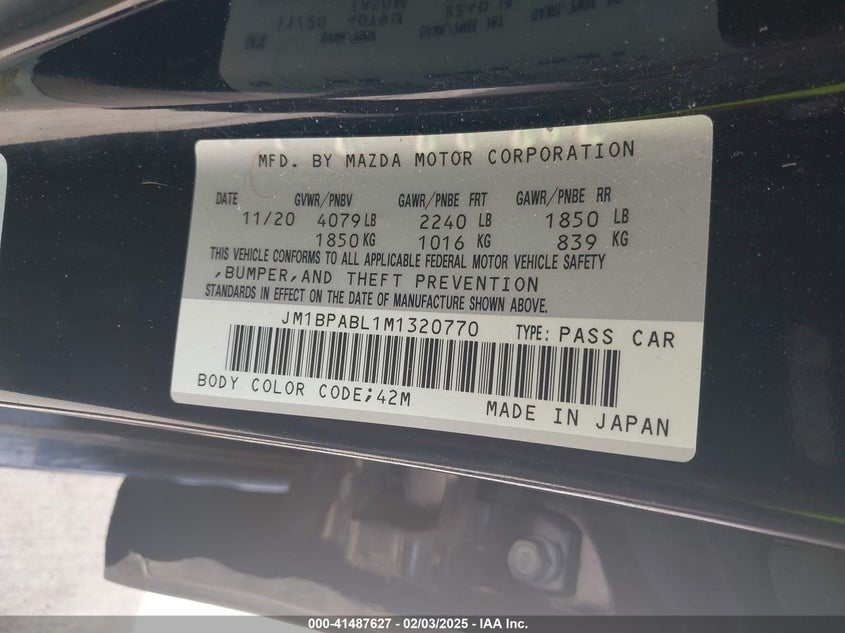 MFD. BY MAZDA MOTOR CORPORATION
DATE GVWR/PNBV GAWR/PNBE FRT GAWR/PNBE RR
11/20 4079 LB 2240 LB 1850 LB
1850 KG 1016 KG 839 KG
THIS VEHICLE CONFORMS TO ALL APPLICABLE FEDERAL MOTOR VEHICLE SAFETY
,BUMPER,AND THEFT PREVENTION
STANDARDS IN EFFECT ON THE DATE OF MANUFACTURE SHOWN ABOVE.
JM1BPABL1M1320770 TYPE: PASS CAR
BODY COLOR CODE;42M
MADE IN JAPAN
000-41487627 - 02/03/2025 - IAA Inc.